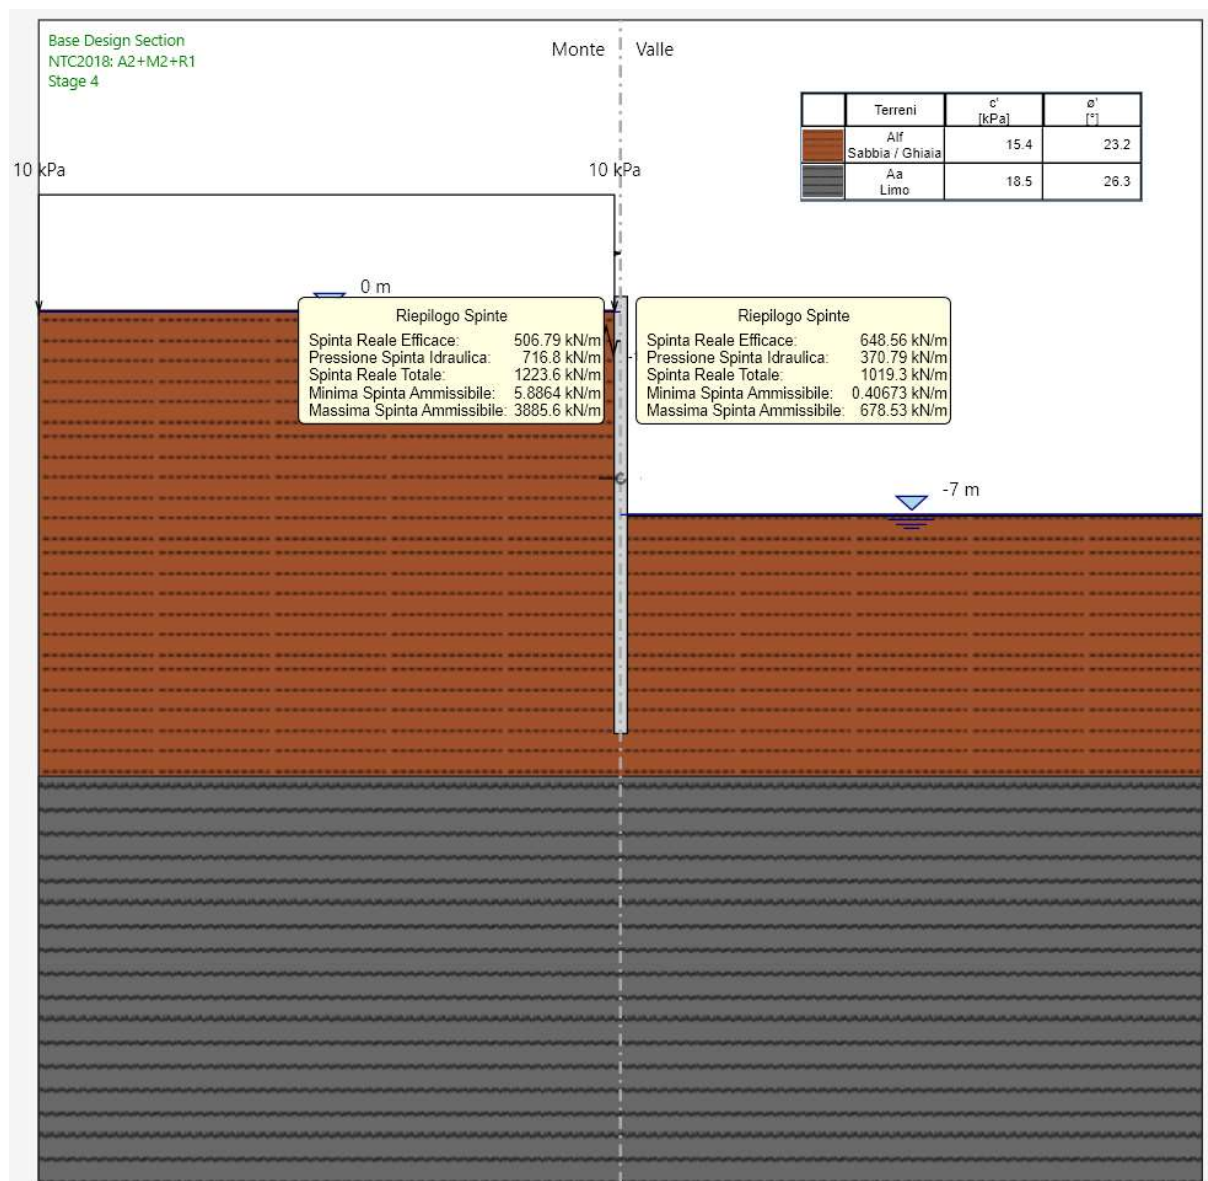 Base Design Section
NTC2018: A2+M2+R1
Stage 4
Monte Valle
Terreni c' [kPa] ø' [°]
Alf
Sabbia / Ghiaia 15.4 23.2
Aa
Limo 18.5 26.3
10 kPa 10 kPa
0 m
Riepilogo Spinte
Spinta Reale Efficace: 506.79 kN/m
Pressione Spinta Idraulica: 716.8 kN/m
Spinta Reale Totale: 1223.6 kN/m
Minima Spinta Ammissibile: 5.8864 kN/m
Massima Spinta Ammissibile: 3885.6 kN/m
Riepilogo Spinte
Spinta Reale Efficace: 648.56 kN/m
Pressione Spinta Idraulica: 370.79 kN/m
Spinta Reale Totale: 1019.3 kN/m
Minima Spinta Ammissibile: 0.40673 kN/m
Massima Spinta Ammissibile: 678.53 kN/m
-7 m